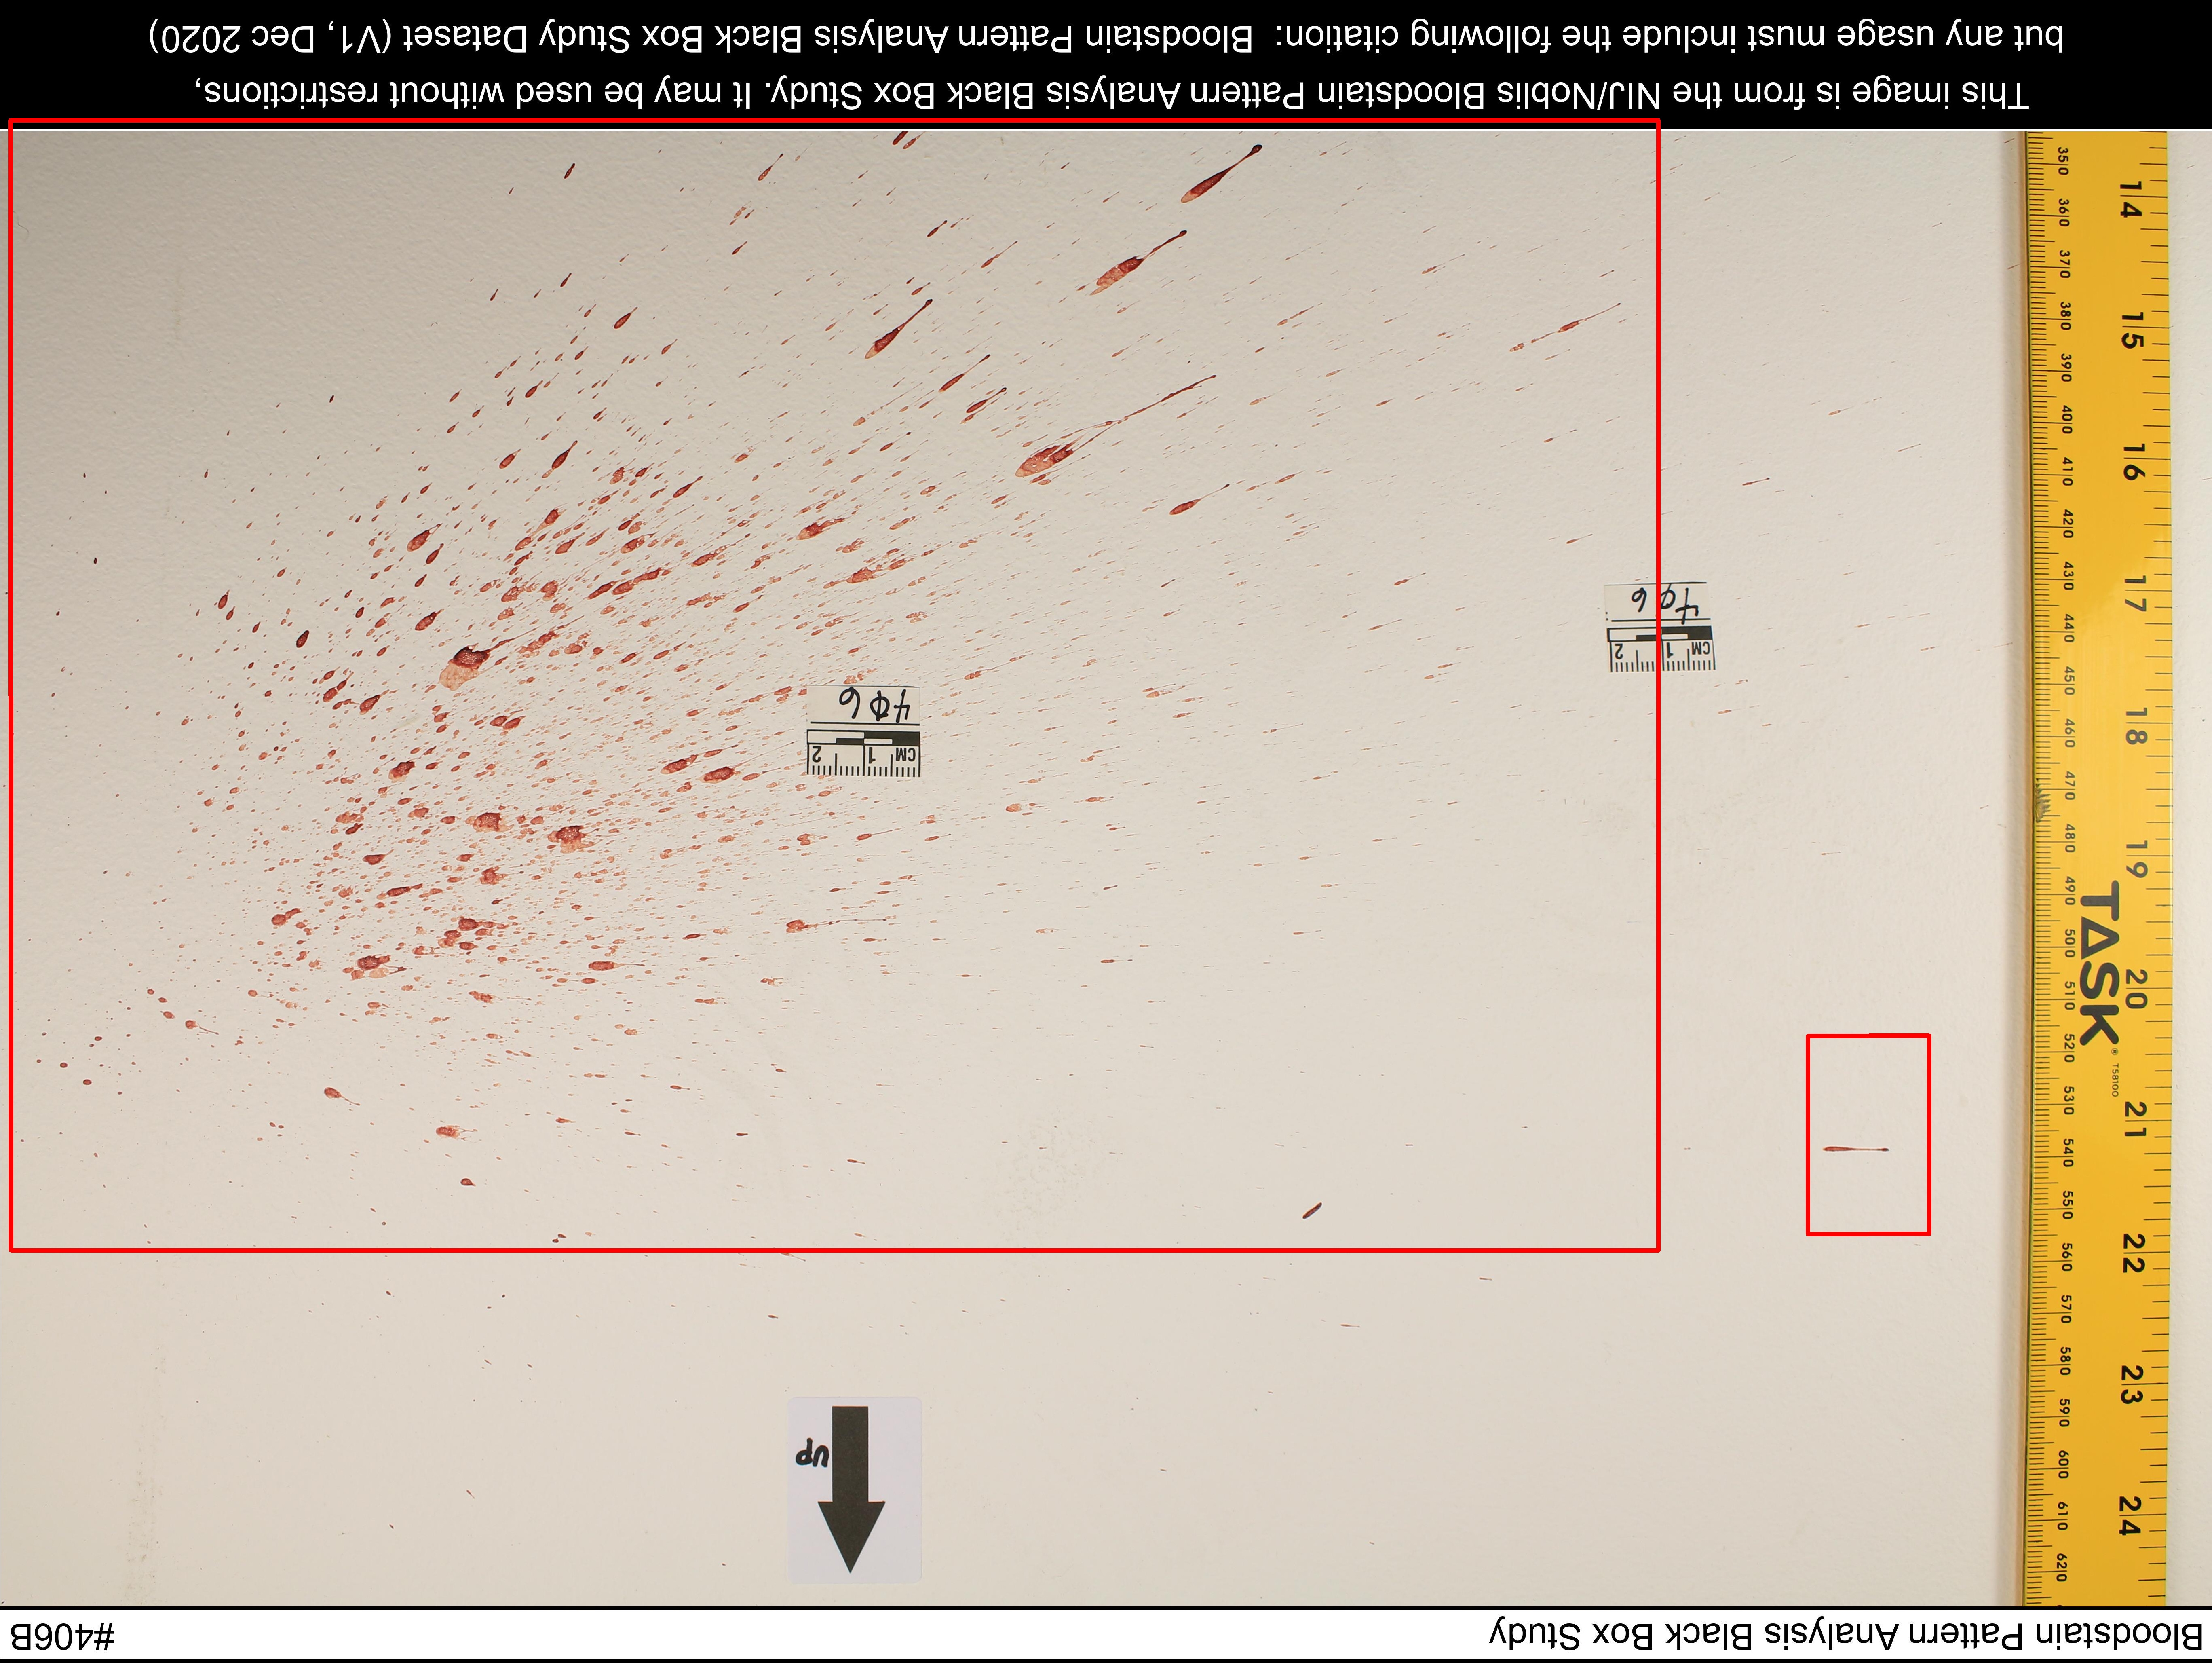 Bloodstain Pattern Analysis Black Box Study
#406B
UP
CM 1 2
4φ6
CM 1 2
4φ6
TASK
® T58100
14 15 16 17 18 19 20 21 22 23 24
350 360 370 380 390 400 410 420 430 440 450 460 470 480 490 500 510 520 530 540 550 560 570 580 590 600 610 620
This image is from the NIJ/Noblis Bloodstain Pattern Analysis Black Box Study. It may be used without restrictions,
but any usage must include the following citation: Bloodstain Pattern Analysis Black Box Study Dataset (V1, Dec 2020)